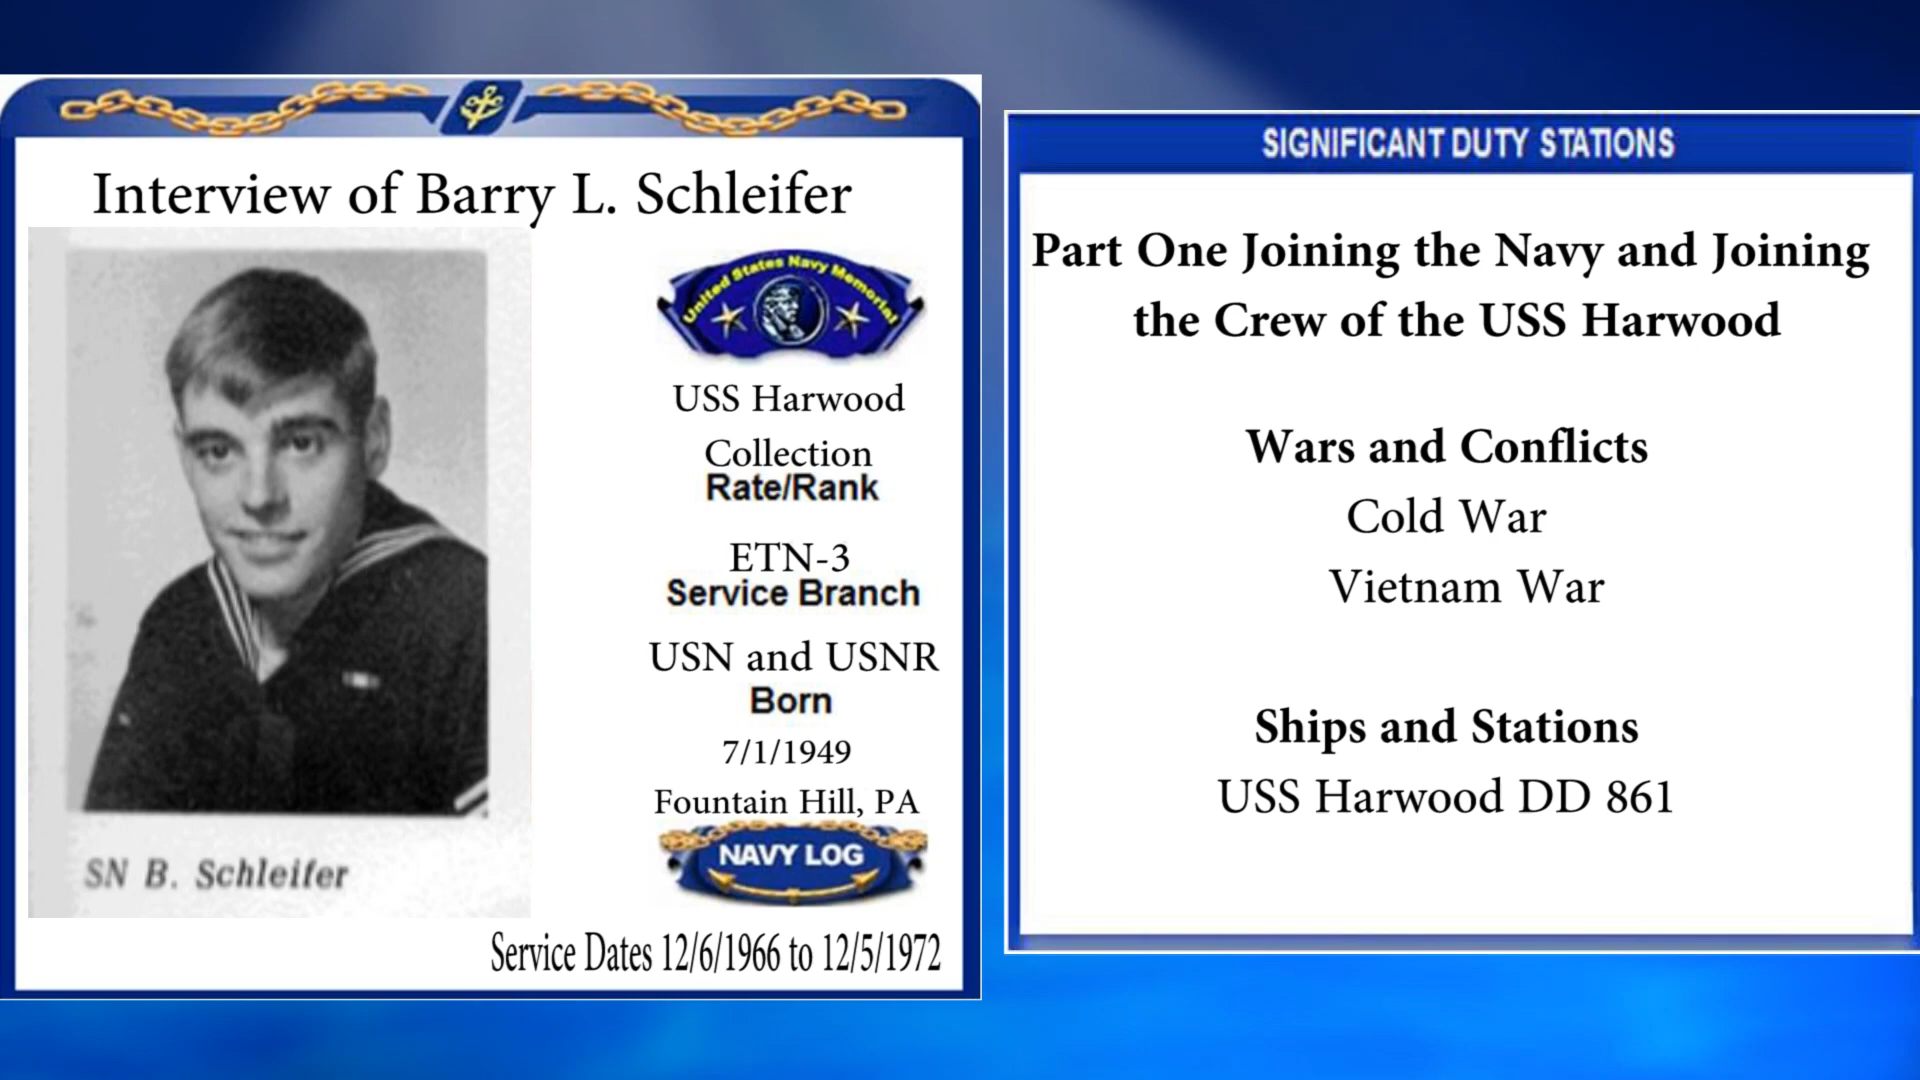 Interview of Barry L. Schleifer
United States Navy Memorial
USS Harwood
Collection
Rate/Rank
ETN-3
Service Branch
USN and USNR
Born
7/1/1949
Fountain Hill, PA
NAVY LOG
SN B. Schleifer
Service Dates 12/6/1966 to 12/5/1972
SIGNIFICANT DUTY STATIONS
Part One Joining the Navy and Joining
the Crew of the USS Harwood
Wars and Conflicts
Cold War
Vietnam War
Ships and Stations
USS Harwood DD 861